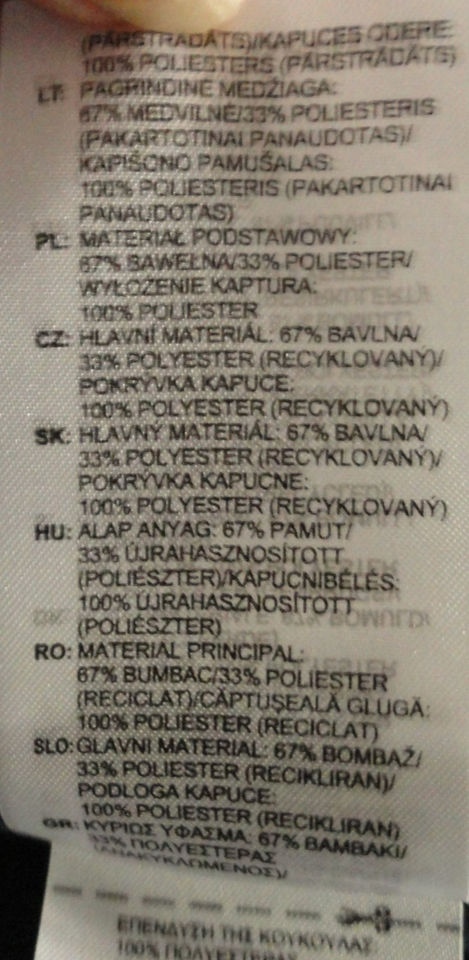 (PĀRSTRĀDĀTS)/KAPUCES ODERE:
100% POLIESTERS (PĀRSTRĀDĀTS)
LT: PAGRINDINĖ MEDŽIAGA:
67% MEDVILNĖ/33% POLIESTERIS
(PAKARTOTINAI PANAUDOTAS)/
KAPIŠONO PAMUŠALAS:
100% POLIESTERIS (PAKARTOTINAI
PANAUDOTAS)
PL: MATERIAŁ PODSTAWOWY:
67% BAWEŁNA/33% POLIESTER/
WYŁOŻENIE KAPTURA:
100% POLIESTER
CZ: HLAVNÍ MATERIÁL: 67% BAVLNA/
33% POLYESTER (RECYKLOVANÝ)/
POKRÝVKA KAPUCE:
100% POLYESTER (RECYKLOVANÝ)
SK: HLAVNÝ MATERIÁL: 67% BAVLNA/
33% POLYESTER (RECYKLOVANÝ)/
POKRÝVKA KAPUCNE:
100% POLYESTER (RECYKLOVANÝ)
HU: ALAP ANYAG: 67% PAMUT/
33% ÚJRAHASZNOSÍTOTT
(POLIÉSZTER)/KAPUCNIBÉLÉS:
100% ÚJRAHASZNOSÍTOTT
(POLIÉSZTER)
RO: MATERIAL PRINCIPAL:
67% BUMBAC/33% POLIESTER
(RECICLAT)/CĂPTUŞEALĂ GLUGĂ:
100% POLIESTER (RECICLAT)
SLO: GLAVNI MATERIAL: 67% BOMBAŽ/
33% POLIESTER (RECIKLIRAN)/
PODLOGA KAPUCE:
100% POLIESTER (RECIKLIRAN)
GR: ΚΥΡΙΩΣ ΥΦΑΣΜΑ: 67% ΒΑΜΒΑΚΙ/
33% ΠΟΛΥΕΣΤΕΡΑΣ
(ΑΝΑΚΥΚΛΩΜΕΝΟΣ)/
ΕΠΕΝΔΥΣΗ ΤΗΣ ΚΟΥΚΟΥΛΑΣ:
100% ΠΟΛΥΕΣΤΕΡΑΣ